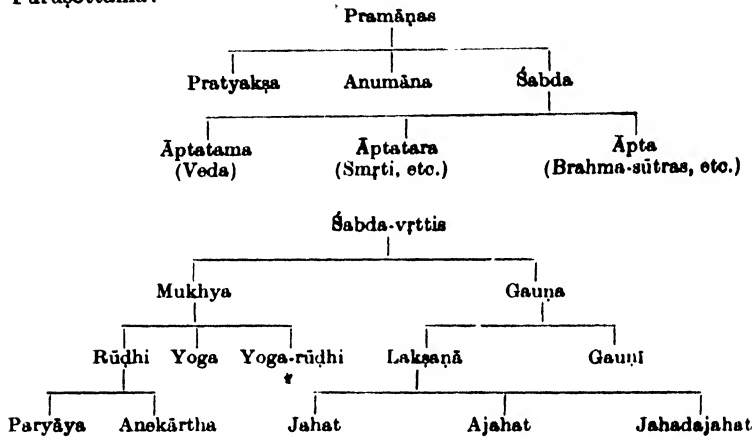 Pramāṇas
Pratyakṣa Anumāna Śabda
Āptatama Āptatara Āpta
(Veda) (Smṛti, etc.) (Brahma-sūtras, etc.)
Śabda-vṛttis
Mukhya Gauṇa
Rūḍhi Yoga Yoga-rūḍhi Lakṣaṇā Gauṇī
Paryāya Anekārtha Jahat Ajahat Jahadajahat